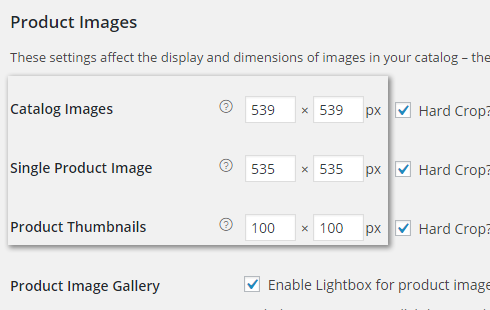 Product Images
These settings affect the display and dimensions of images in your catalog – the
Catalog Images ? 539 × 539 px Hard Crop?
Single Product Image ? 535 × 535 px Hard Crop?
Product Thumbnails ? 100 × 100 px Hard Crop?
Product Image Gallery Enable Lightbox for product image